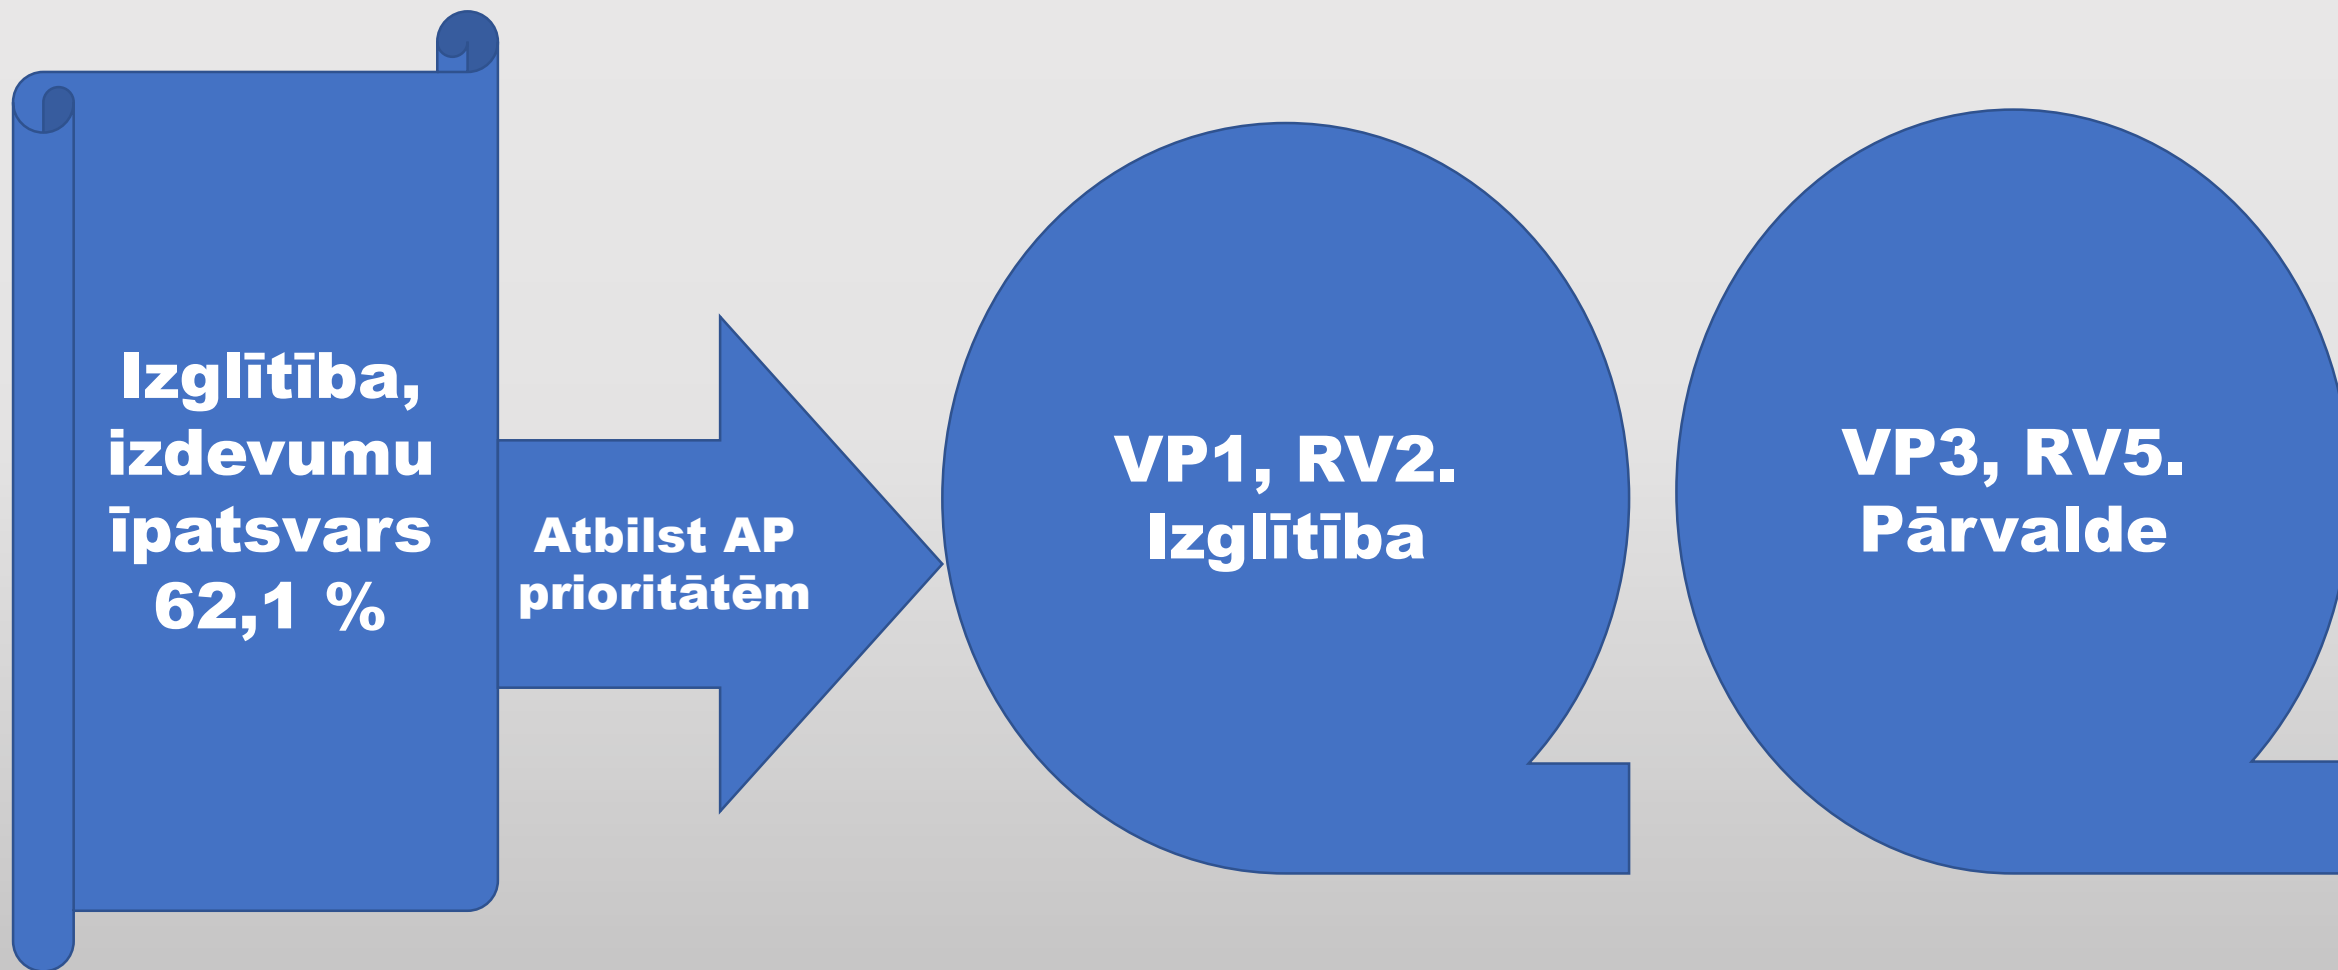 Izglītība,
izdevumu
īpatsvars
62,1 %
Atbilst AP
prioritātēm
VP1, RV2.
Izglītība
VP3, RV5.
Pārvalde